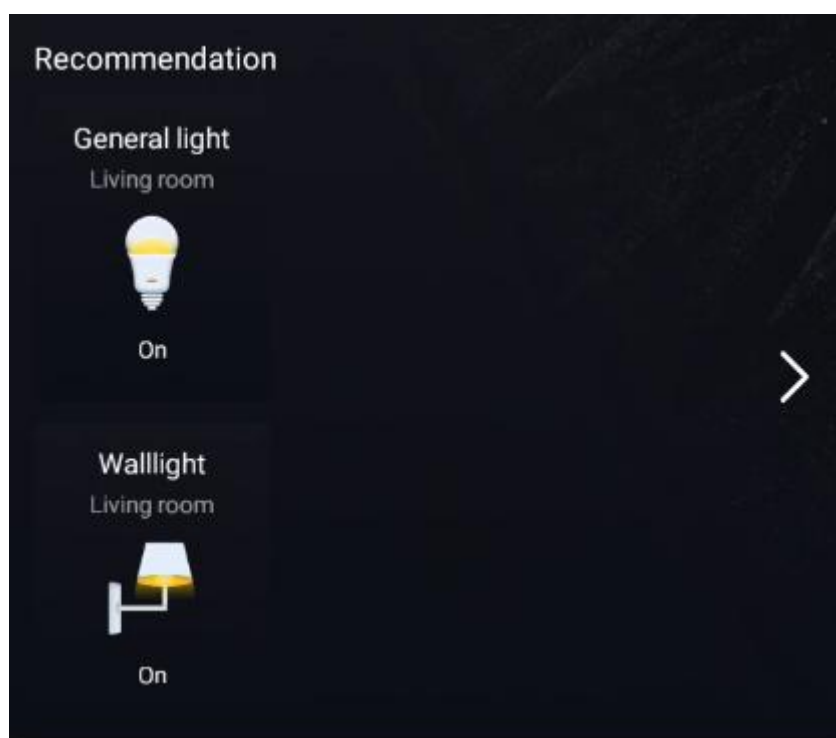 Recommendation
General light
Living room
On
Walllight
Living room
On